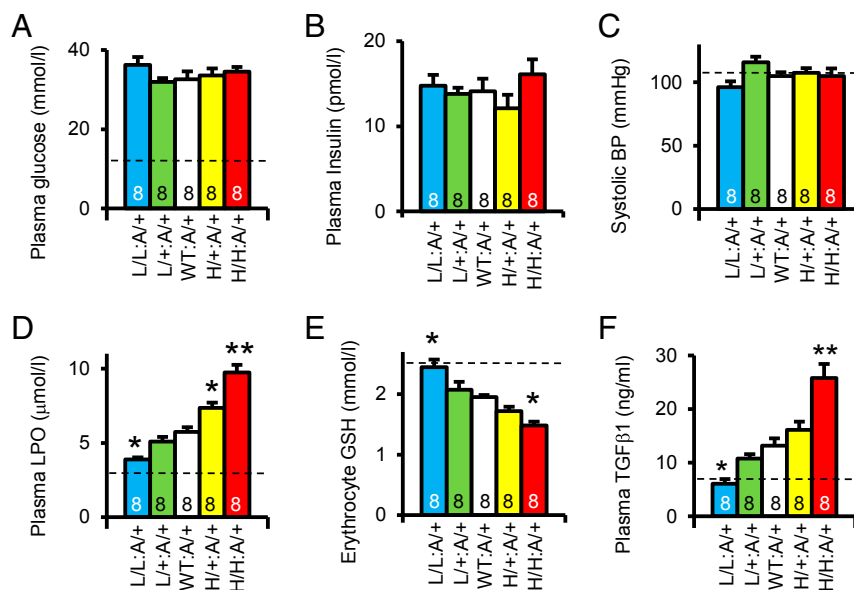 A
Plasma glucose (mmol/l)
40
20
0
8 8 8 8 8
L/L:A/+ L/+:A/+ WT:A/+ H/+:A/+ H/H:A/+
B
Plasma Insulin (pmol/l)
20
15
10
5
0
8 8 8 8 8
L/L:A/+ L/+:A/+ WT:A/+ H/+:A/+ H/H:A/+
C
Systolic BP (mmHg)
100
50
0
8 8 8 8 8
L/L:A/+ L/+:A/+ WT:A/+ H/+:A/+ H/H:A/+
D
Plasma LPO (μmol/l)
10
5
0
* * **
8 8 8 8 8
L/L:A/+ L/+:A/+ WT:A/+ H/+:A/+ H/H:A/+
E
Erythrocyte GSH (mmol/l)
2
0
* *
8 8 8 8 8
L/L:A/+ L/+:A/+ WT:A/+ H/+:A/+ H/H:A/+
F
Plasma TGFβ1 (ng/ml)
30
20
10
0
* **
8 8 8 8 8
L/L:A/+ L/+:A/+ WT:A/+ H/+:A/+ H/H:A/+